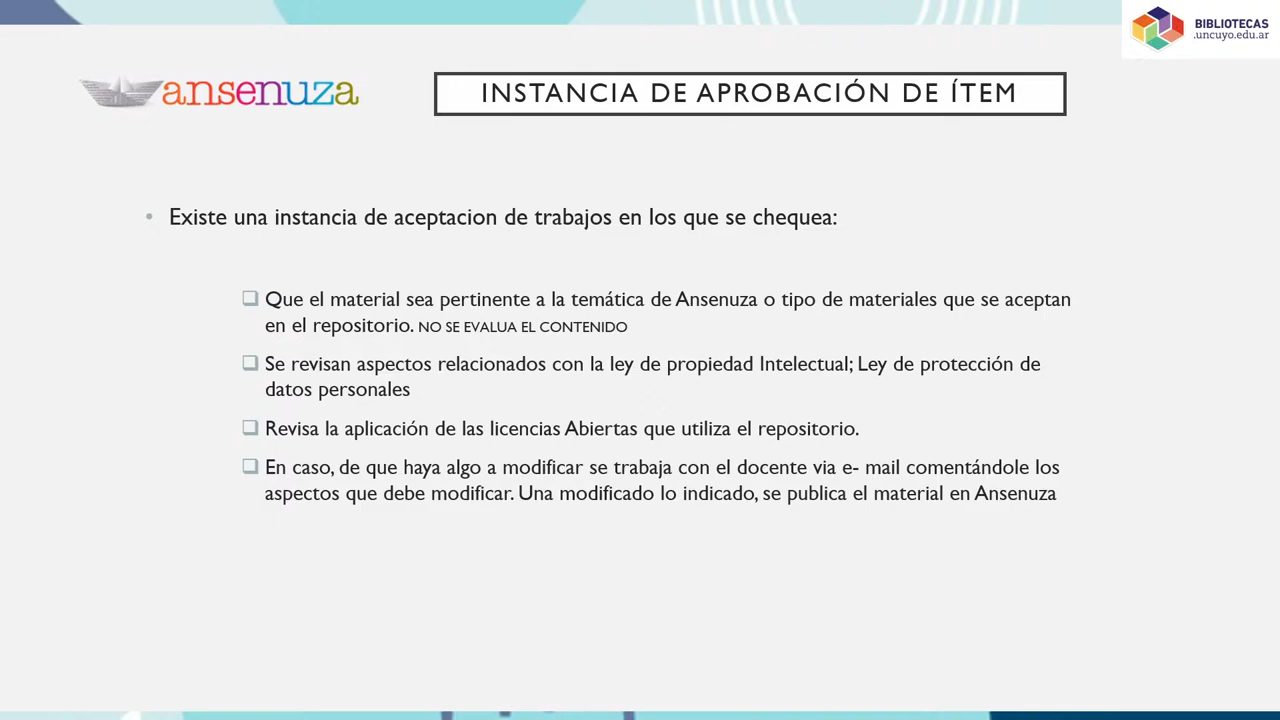 BIBLIOTECAS
.uncuyo.edu.ar
ansenuza
INSTANCIA DE APROBACIÓN DE ÍTEM
• Existe una instancia de aceptacion de trabajos en los que se chequea:
❑ Que el material sea pertinente a la temática de Ansenuza o tipo de materiales que se aceptan
en el repositorio. NO SE EVALUA EL CONTENIDO
❑ Se revisan aspectos relacionados con la ley de propiedad Intelectual; Ley de protección de
datos personales
❑ Revisa la aplicación de las licencias Abiertas que utiliza el repositorio.
❑ En caso, de que haya algo a modificar se trabaja con el docente via e- mail comentándole los
aspectos que debe modificar. Una modificado lo indicado, se publica el material en Ansenuza